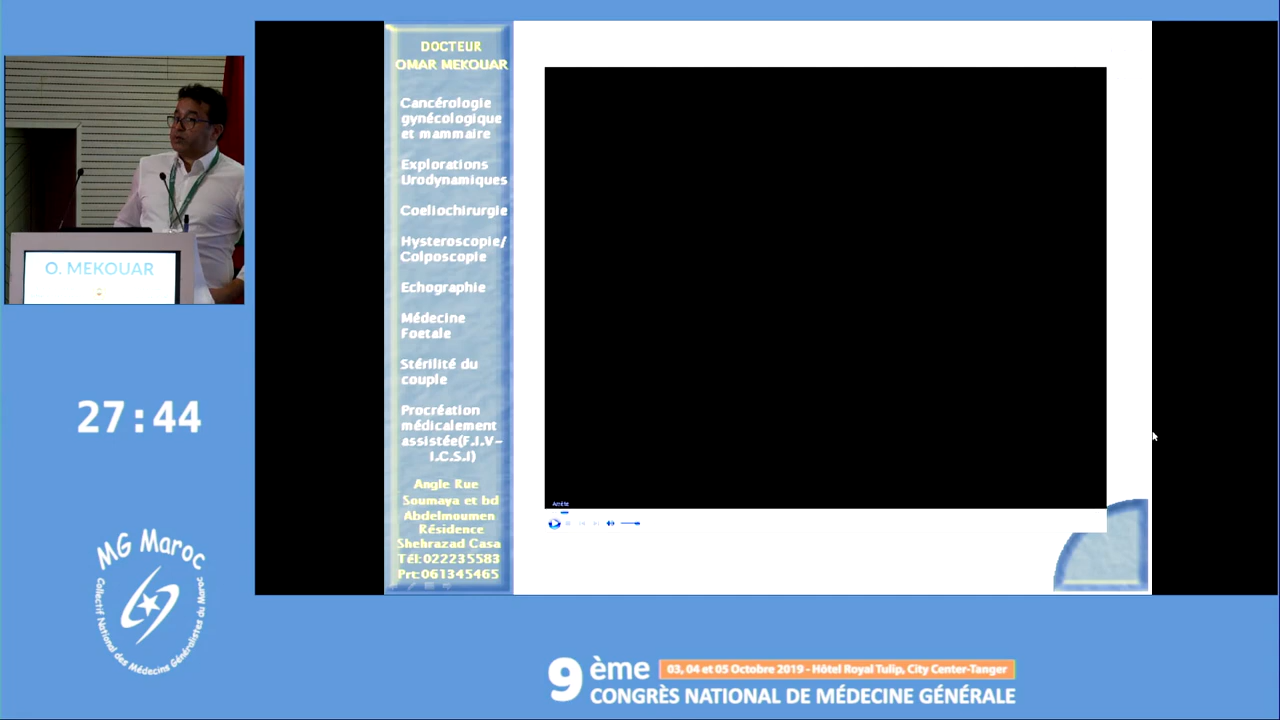 DOCTEUR
OMAR MEKOUAR
Cancérologie
gynécologique
et mammaire
Explorations
Urodynamiques
Coeliochirurgie
Hysteroscopie/
Colposcopie
Echographie
Médecine
Foetale
Stérilité du
couple
Procréation
médicalement
assistée(F.I.V-
I.C.S.I)
Angle Rue
Soumaya et bd
Abdelmoumen
Résidence
Shehrazad Casa
Tél:022235583
Prt:061345465
O. MEKOUAR
27:44
MG Maroc
Collectif National des Médecins Généralistes du Maroc
9ème
03, 04 et 05 Octobre 2019 - Hôtel Royal Tulip, City Center-Tanger
CONGRÈS NATIONAL DE MÉDECINE GÉNÉRALE